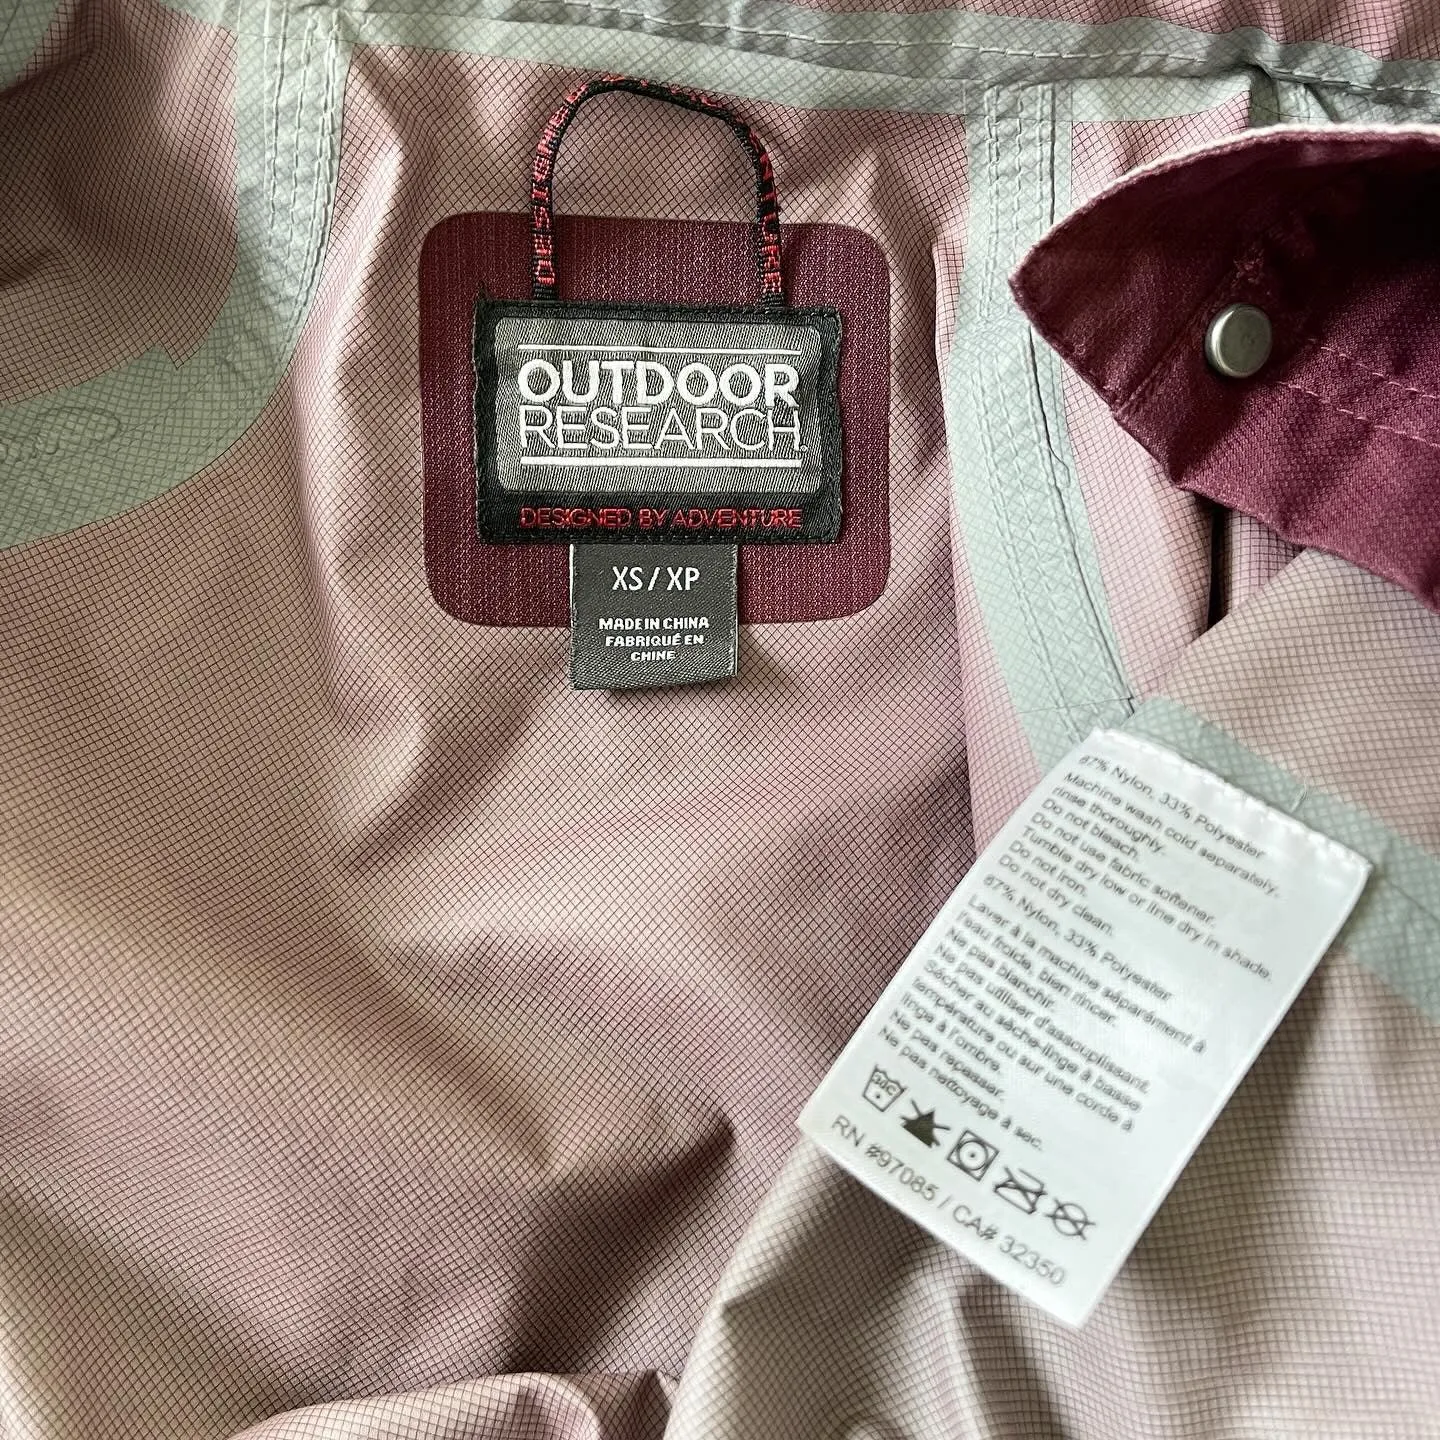 OUTDOOR
RESEARCH
DESIGNED BY ADVENTURE
XS / XP
MADE IN CHINA
FABRIQUÉ EN
CHINE
67% Nylon, 33% Polyester
Machine wash cold separately,
rinse thoroughly.
Do not bleach.
Do not use fabric softener.
Tumble dry low or line dry in shade.
Do not iron.
Do not dry clean.
67% Nylon, 33% Polyester
Laver à la machine séparément à
l'eau froide, bien rincer.
Ne pas blanchir.
Ne pas utiliser d'assouplissant.
Sécher au sèche-linge à basse
température ou sur une corde à
linge à l'ombre.
Ne pas repasser.
Ne pas nettoyage à sec.
RN #97085 / CA# 32350